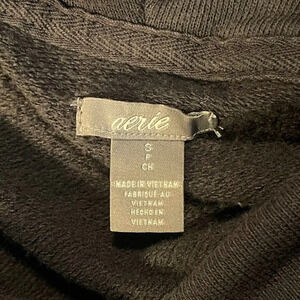 aerie
S
P
CH
MADE IN VIETNAM
FABRIQUÉ AU
VIETNAM
HECHO EN
VIETNAM